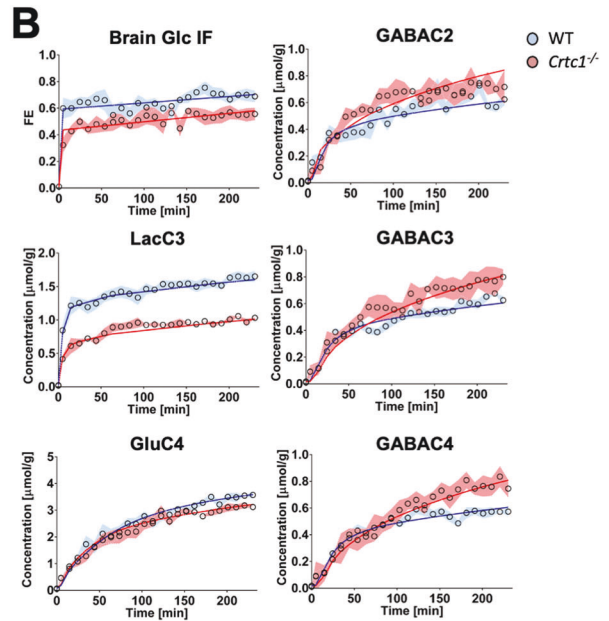 B
Brain Glc IF
FE
1.0
0.8
0.6
0.4
0.2
0.0
50 100 150 200
Time [min]
GABAC2
Concentration [µmol/g]
1.0
0.8
0.6
0.4
0.2
0.0
0 50 100 150 200
Time [min]
WT
Crtc1-/-
LacC3
Concentration [µmol/g]
2.0
1.5
1.0
0.5
0.0
0 50 100 150 200
Time [min]
GABAC3
Concentration [µmol/g]
1.0
0.8
0.6
0.4
0.2
0.0
0 50 100 150 200
Time [min]
GluC4
Concentration [µmol/g]
5
4
3
2
1
0
0 50 100 150 200
Time [min]
GABAC4
Concentration [µmol/g]
1.0
0.8
0.6
0.4
0.2
0.0
0 50 100 150 200
Time [min]